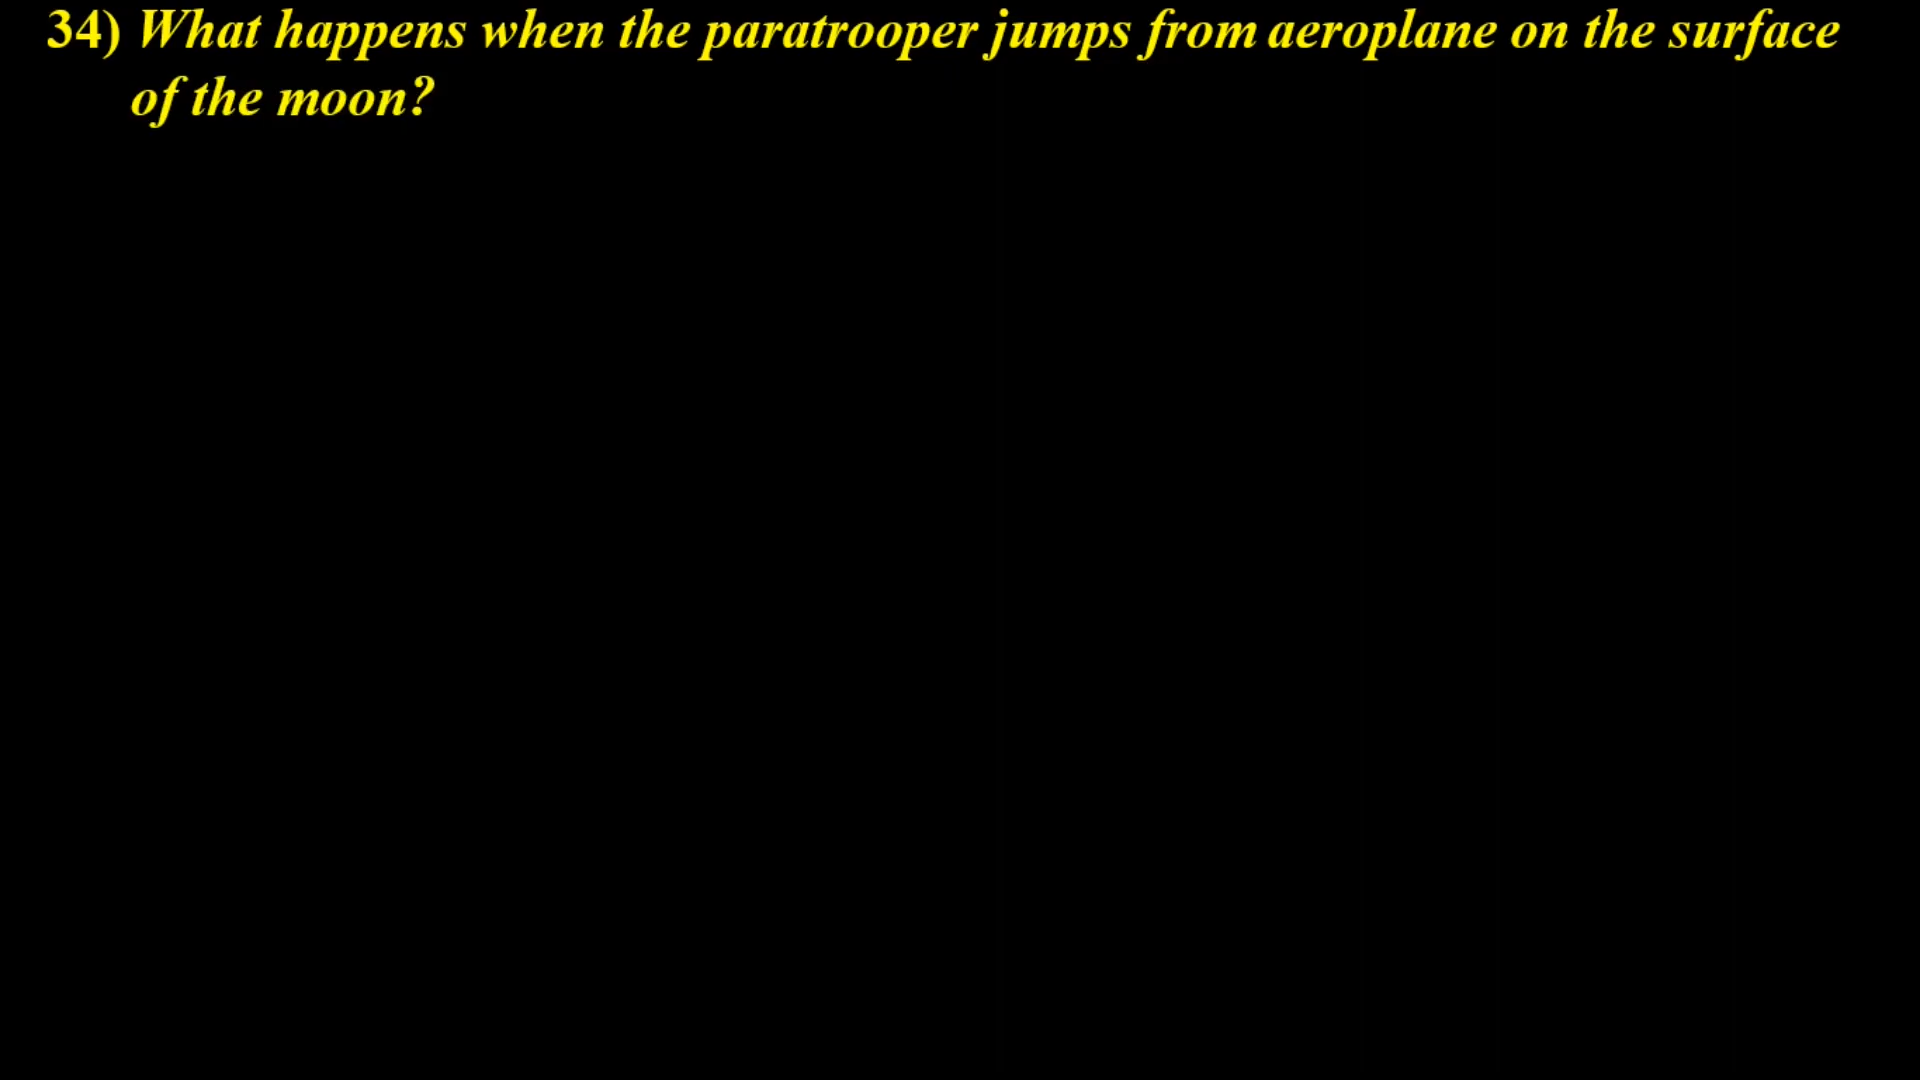 34) What happens when the paratrooper jumps from aeroplane on the surface
of the moon?